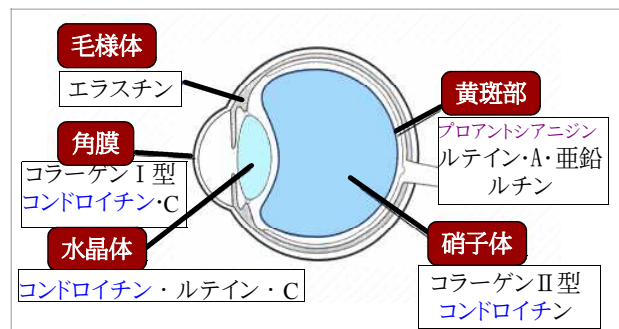 毛様体
エラスチン
角膜
コラーゲンⅠ型
コンドロイチン・C
水晶体
コンドロイチン・ルテイン・C
黄斑部
プロアントシアニジン
ルテイン・A・亜鉛
ルチン
硝子体
コラーゲンⅡ型
コンドロイチン